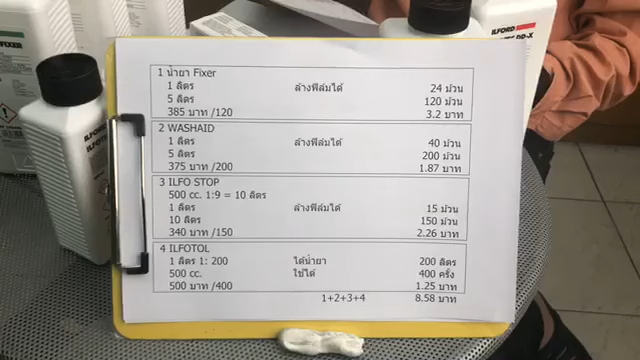 FIXER
ILFORD
DD-X
ILFORD
1 น้ำยา Fixer
1 ลิตร ล้างฟิล์มได้ 24 ม้วน
5 ลิตร 120 ม้วน
385 บาท /120 3.2 บาท
2 WASHAID
1 ลิตร ล้างฟิล์มได้ 40 ม้วน
5 ลิตร 200 ม้วน
375 บาท /200 1.87 บาท
3 ILFO STOP
500 cc. 1:9 = 10 ลิตร
1 ลิตร ล้างฟิล์มได้ 15 ม้วน
10 ลิตร 150 ม้วน
340 บาท /150 2.26 บาท
4 ILFOTOL
1 ลิตร 1: 200 ได้น้ำยา 200 ลิตร
500 cc. ใช้ได้ 400 ครั้ง
500 บาท /400 1.25 บาท
1+2+3+4 8.58 บาท